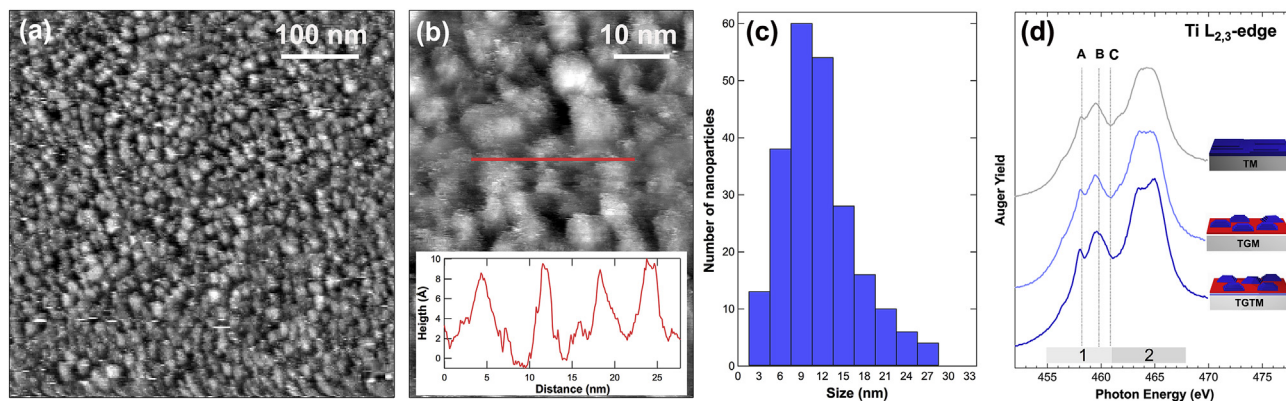 (a)
100 nm
(b)
10 nm
Heigth (Å)
10
8
6
4
2
0
0 5 10 15 20 25
Distance (nm)
(c)
Number of nanoparticles
60
50
40
30
20
10
0
3 6 9 12 15 18 21 24 27 30 33
Size (nm)
(d)
Ti L2,3-edge
A B C
Auger Yield
TM
TGM
TGTM
1 2
455 460 465 470 475
Photon Energy (eV)